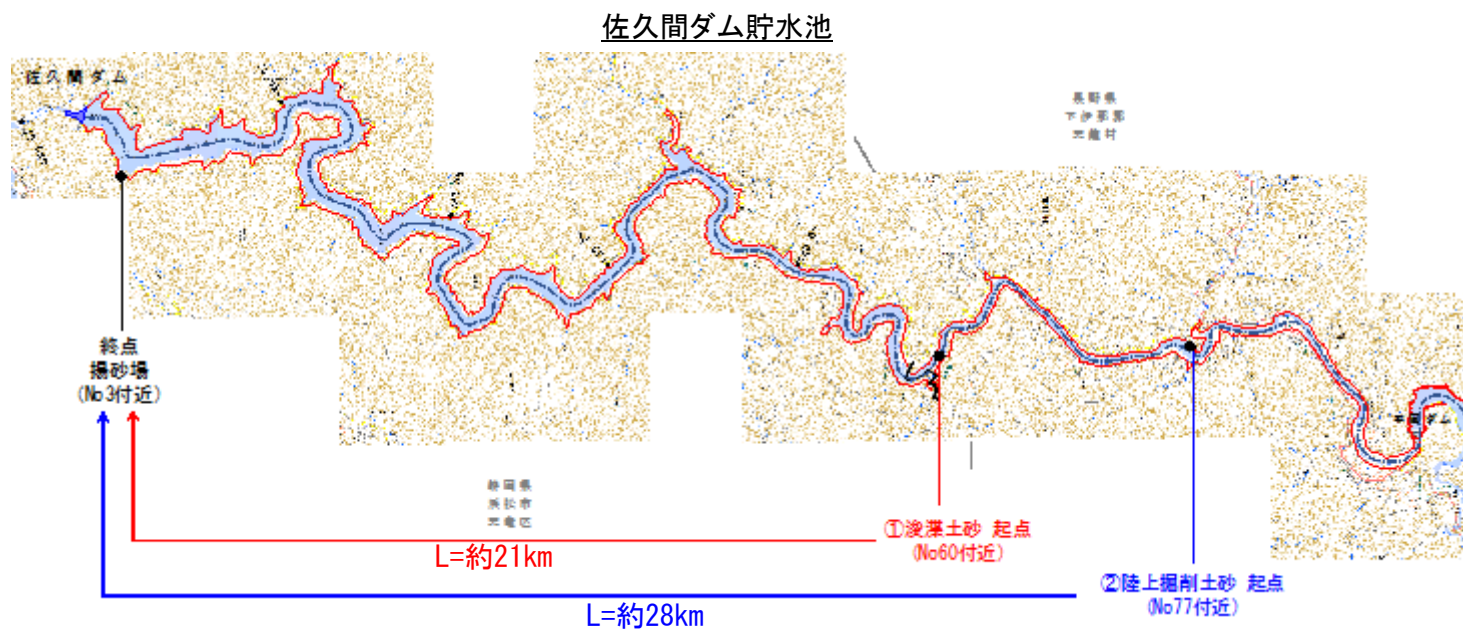 佐久間ダム貯水池
佐久間ダム
長野県
下伊那郡
天龍村
終点
揚砂場
(No3付近)
平岡ダム
静岡県
浜松市
天竜区
①浚渫土砂 起点
(No60付近)
L=約21km
②陸上掘削土砂 起点
(No77付近)
L=約28km